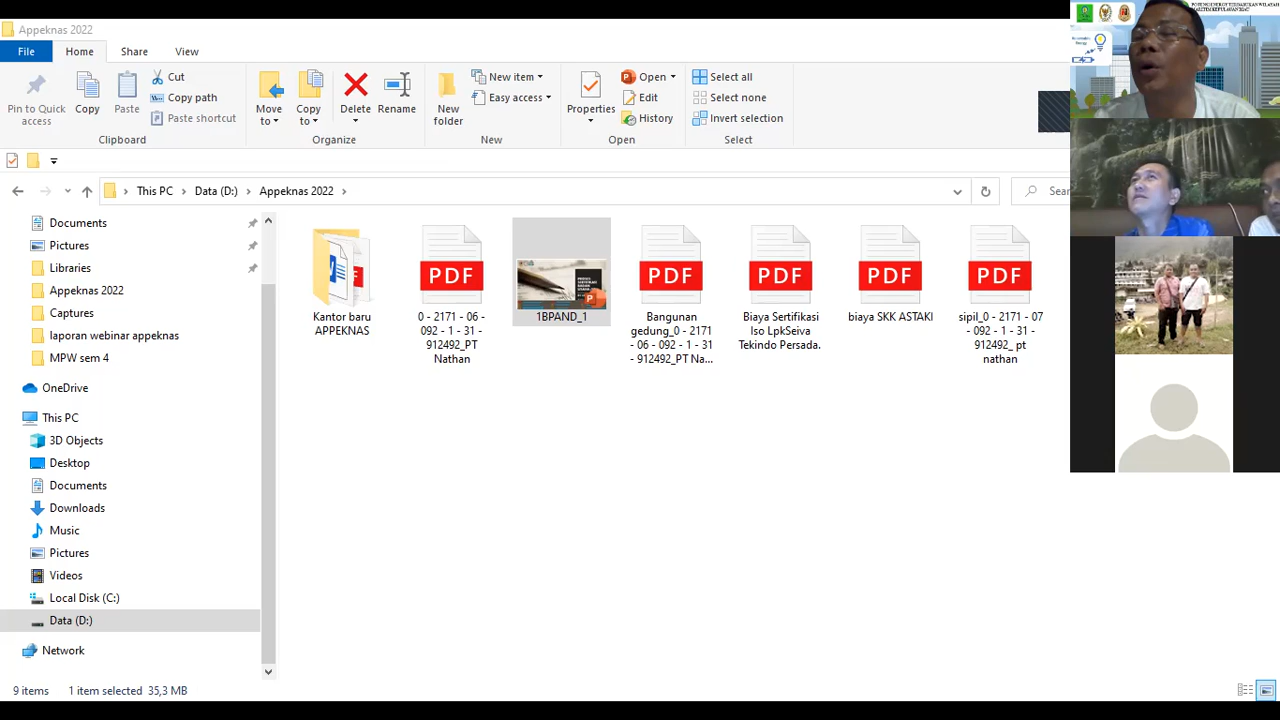 Appeknas 2022
File
Home
Share
View
Pin to Quick access
Copy
Paste
Cut
Copy path
Paste shortcut
Clipboard
Move to
Copy to
Delete
Rename
Organize
New folder
New item
Easy access
New
Properties
Open
Edit
History
Open
Select all
Select none
Invert selection
Select
This PC
Data (D:)
Appeknas 2022
Sear
Documents
Pictures
Libraries
Appeknas 2022
Captures
laporan webinar appeknas
MPW sem 4
OneDrive
This PC
3D Objects
Desktop
Documents
Downloads
Music
Pictures
Videos
Local Disk (C:)
Data (D:)
Network
Kantor baru
APPEKNAS
PDF
0 - 2171 - 06 -
092 - 1 - 31 -
912492_PT
Nathan
1BPAND_1
PDF
Bangunan
gedung_0 - 2171
- 06 - 092 - 1 - 31
- 912492_PT Na...
PDF
Biaya Sertifikasi
Iso LpkSeiva
Tekindo Persada.
PDF
biaya SKK ASTAKI
PDF
sipil_0 - 2171 - 07
- 092 - 1 - 31 -
912492_ pt
nathan
9 items
1 item selected 35,3 MB